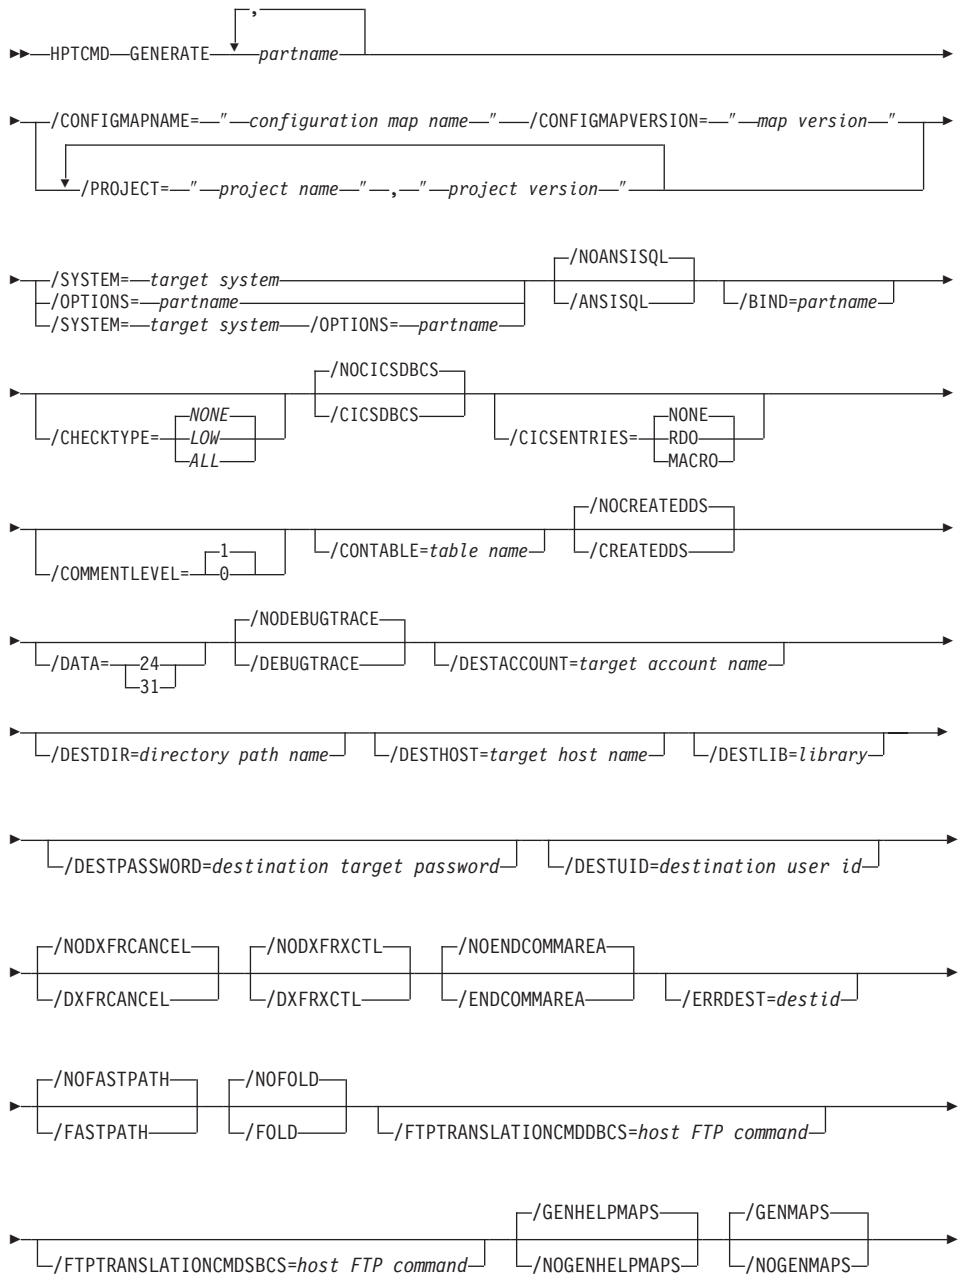 ,
HPTCMD GENERATE partname
/CONFIGMAPNAME= " configuration map name " /CONFIGMAPVERSION= " map version "
/PROJECT= " project name " , " project version "
/NOANSISQL
/SYSTEM= target system
/OPTIONS= partname
/SYSTEM= target system /OPTIONS= partname
/ANSISQL
/BIND=partname
/NOCICSDBCS
/CHECKTYPE= NONE
LOW
ALL
/CICSDBCS
/CICSENTRIES= NONE
RDO
MACRO
/NOCREATEDDS
/COMMENTLEVEL= 1
0
/CONTABLE=table name
/CREATEDDS
/NODEBUGTRACE
/DATA= 24
31
/DEBUGTRACE
/DESTACCOUNT=target account name
/DESTDIR=directory path name /DESTHOST=target host name /DESTLIB=library
/DESTPASSWORD=destination target password /DESTUID=destination user id
/NODXFRCANCEL /NODXFRXCTL /NOENDCOMMAREA
/DXFRCANCEL /DXFRXCTL /ENDCOMMAREA /ERRDEST=destid
/NOFASTPATH /NOFOLD
/FASTPATH /FOLD /FTPTRANSLATIONCMDDBCS=host FTP command
/GENHELPMAPS /GENMAPS
/FTPTRANSLATIONCMDSBCS=host FTP command /NOGENHELPMAPS /NOGENMAPS